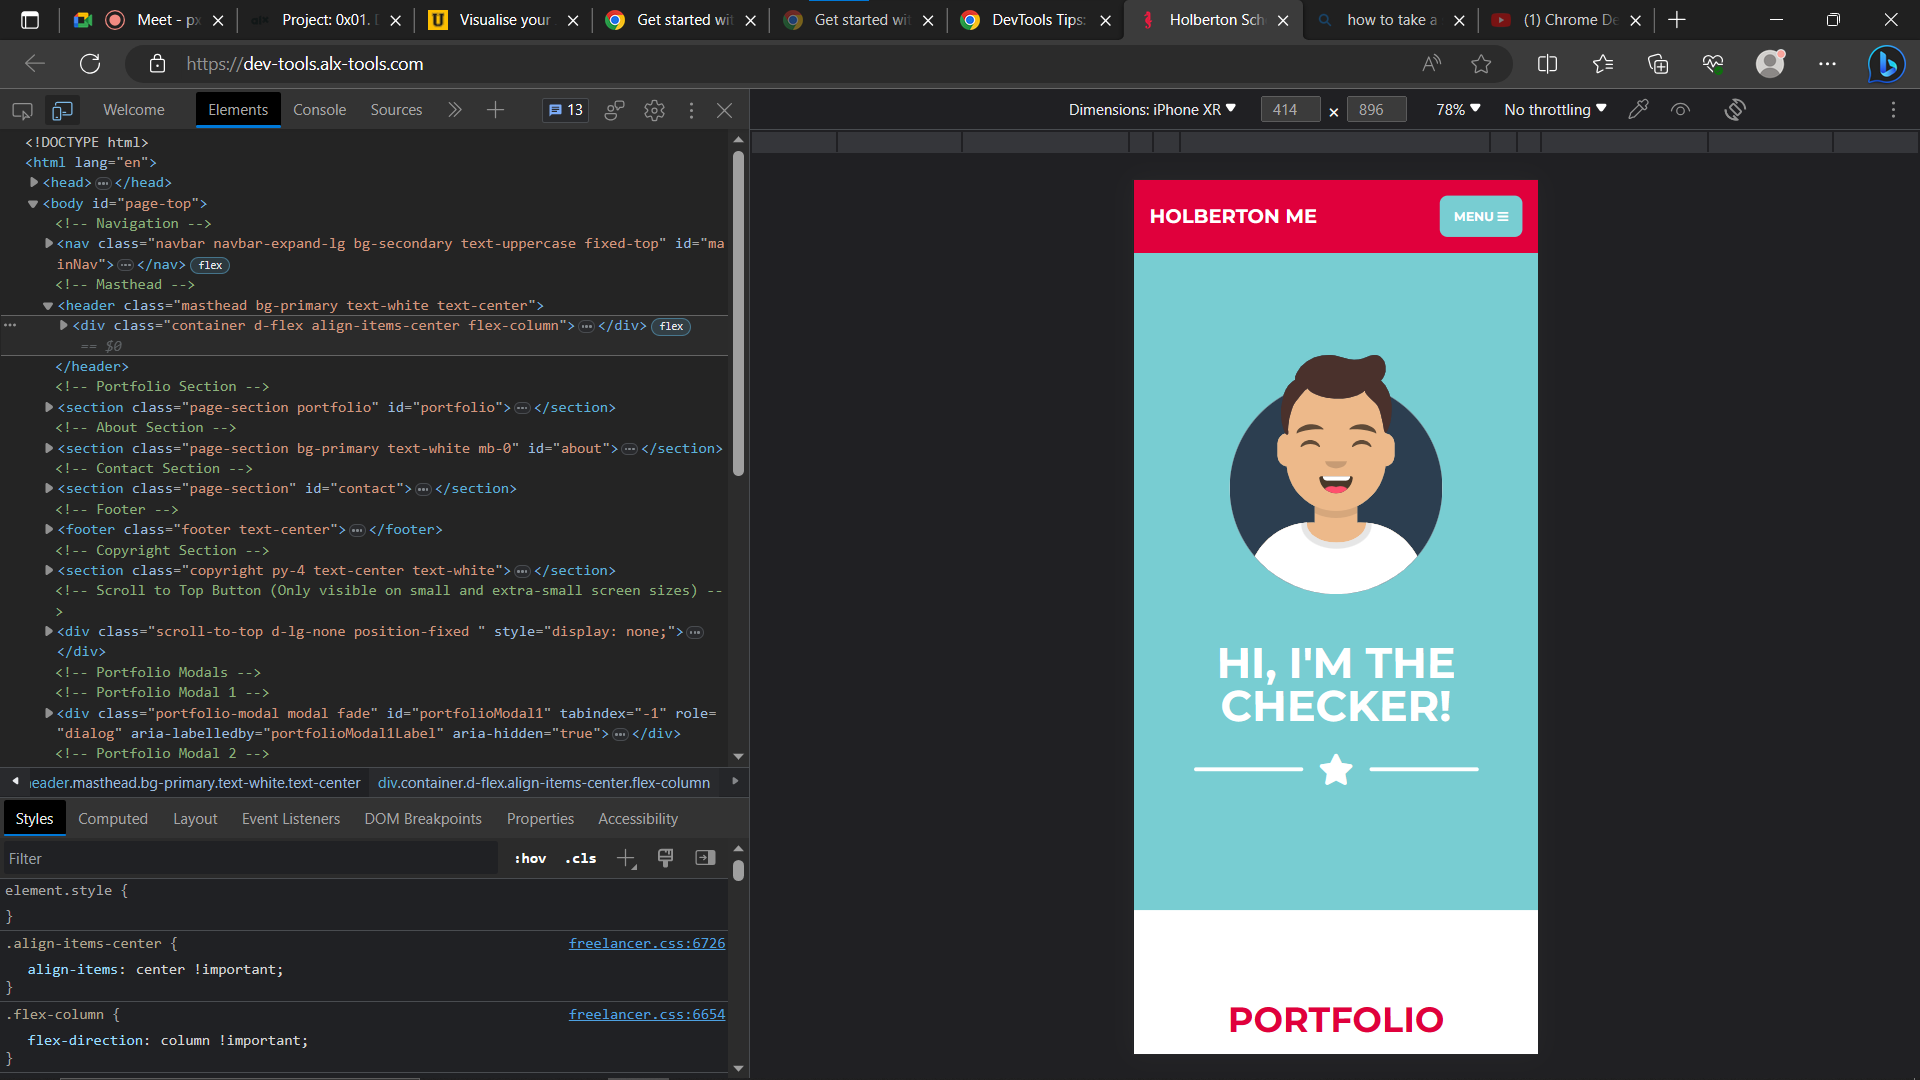 Meet - px
Project: 0x01.
Visualise your
Get started wit
Get started wit
DevTools Tips:
Holberton Sch
how to take a
(1) Chrome De
https://dev-tools.alx-tools.com
Welcome
Elements
Console
Sources
13
Dimensions: iPhone XR
414 × 896
78%
No throttling
<!DOCTYPE html>
<html lang="en">
<head> ⋯ </head>
<body id="page-top">
<!-- Navigation -->
<nav class="navbar navbar-expand-lg bg-secondary text-uppercase fixed-top" id="ma
inNav"> ⋯ </nav> flex
<!-- Masthead -->
<header class="masthead bg-primary text-white text-center">
<div class="container d-flex align-items-center flex-column"> ⋯ </div> flex
== $0
</header>
<!-- Portfolio Section -->
<section class="page-section portfolio" id="portfolio"> ⋯ </section>
<!-- About Section -->
<section class="page-section bg-primary text-white mb-0" id="about"> ⋯ </section>
<!-- Contact Section -->
<section class="page-section" id="contact"> ⋯ </section>
<!-- Footer -->
<footer class="footer text-center"> ⋯ </footer>
<!-- Copyright Section -->
<section class="copyright py-4 text-center text-white"> ⋯ </section>
<!-- Scroll to Top Button (Only visible on small and extra-small screen sizes) --
>
<div class="scroll-to-top d-lg-none position-fixed " style="display: none;"> ⋯
</div>
<!-- Portfolio Modals -->
<!-- Portfolio Modal 1 -->
<div class="portfolio-modal modal fade" id="portfolioModal1" tabindex="-1" role=
"dialog" aria-labelledby="portfolioModal1Label" aria-hidden="true"> ⋯ </div>
<!-- Portfolio Modal 2 -->
eader.masthead.bg-primary.text-white.text-center
div.container.d-flex.align-items-center.flex-column
Styles
Computed
Layout
Event Listeners
DOM Breakpoints
Properties
Accessibility
Filter
:hov
.cls
element.style {
}
.align-items-center {
freelancer.css:6726
align-items: center !important;
}
.flex-column {
freelancer.css:6654
flex-direction: column !important;
}
HOLBERTON ME
MENU
HI, I'M THE
CHECKER!
PORTFOLIO